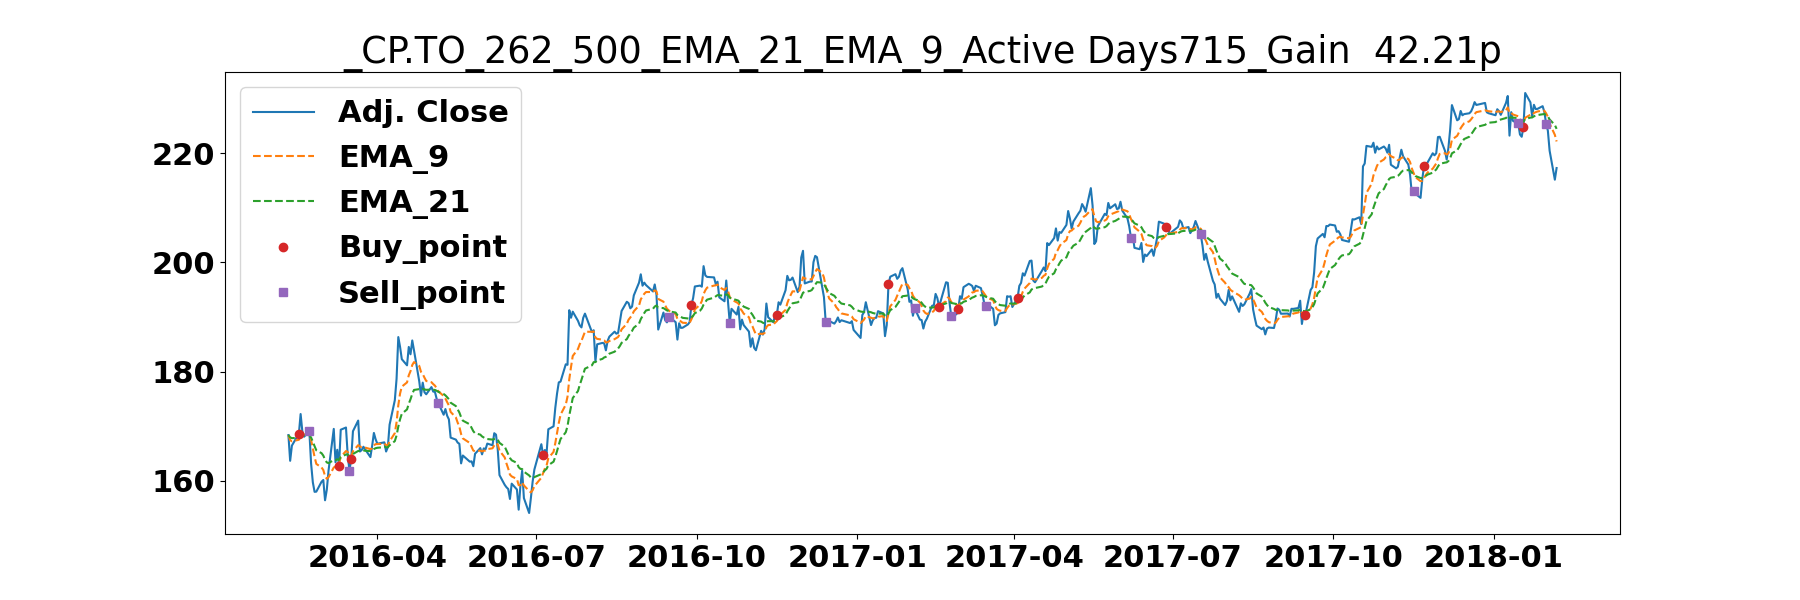 _CP.TO_262_500_EMA_21_EMA_9_Active Days715_Gain  42.21p
Adj. Close
EMA_9
EMA_21
Buy_point
Sell_point
220
200
180
160
2016-04 2016-07 2016-10 2017-01 2017-04 2017-07 2017-10 2018-01